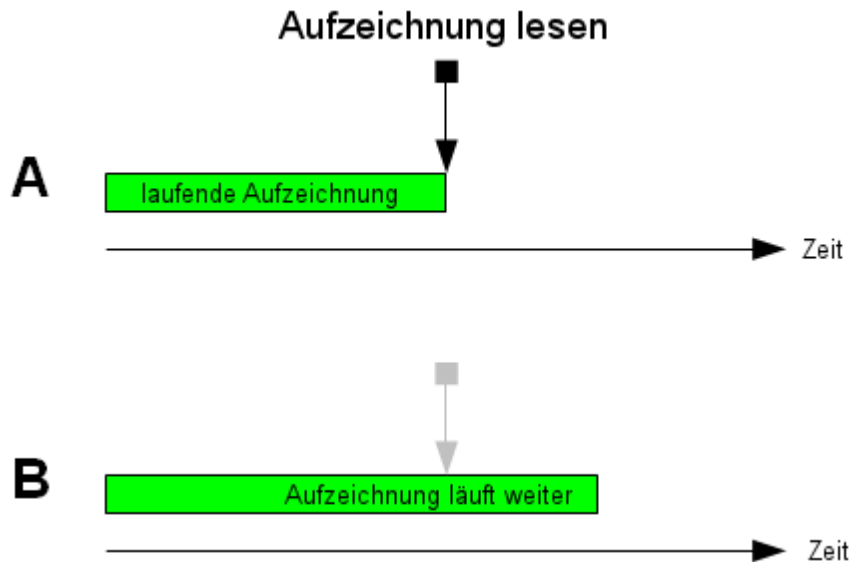 Aufzeichnung lesen
A
laufende Aufzeichnung
Zeit
B
Aufzeichnung läuft weiter
Zeit